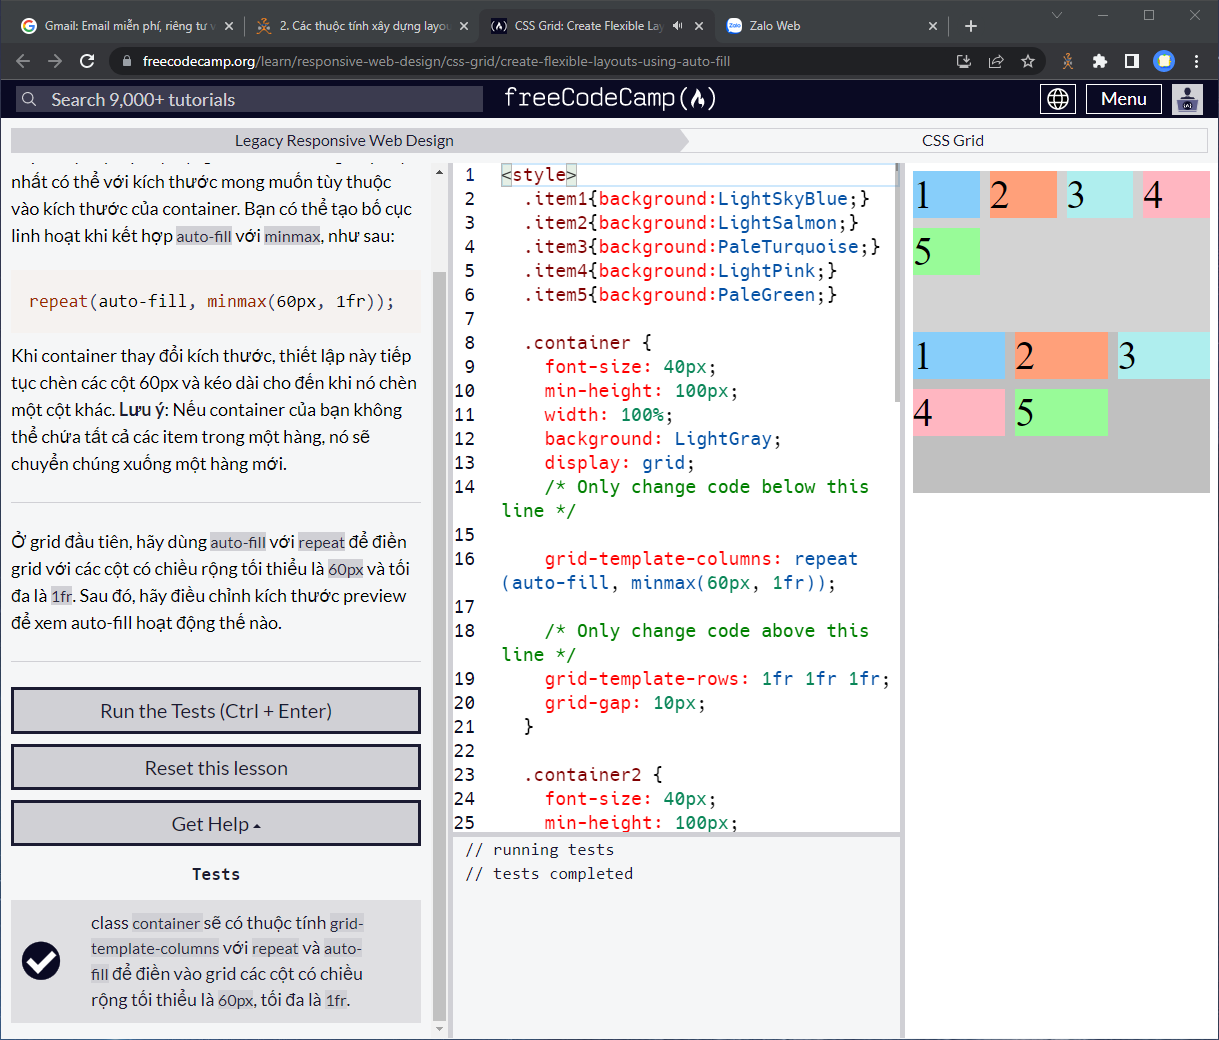 Gmail: Email miễn phí, riêng tư v
2. Các thuộc tính xây dựng layou
CSS Grid: Create Flexible Lay
Zalo
Zalo Web
freecodecamp.org/learn/responsive-web-design/css-grid/create-flexible-layouts-using-auto-fill
Search 9,000+ tutorials
freeCodeCamp
Menu
Legacy Responsive Web Design
CSS Grid
nhất có thể với kích thước mong muốn tùy thuộc
vào kích thước của container. Bạn có thể tạo bố cục
linh hoạt khi kết hợp auto-fill với minmax, như sau:
repeat(auto-fill, minmax(60px, 1fr));
Khi container thay đổi kích thước, thiết lập này tiếp
tục chèn các cột 60px và kéo dài cho đến khi nó chèn
một cột khác. Lưu ý: Nếu container của bạn không
thể chứa tất cả các item trong một hàng, nó sẽ
chuyển chúng xuống một hàng mới.
Ở grid đầu tiên, hãy dùng auto-fill với repeat để điền
grid với các cột có chiều rộng tối thiểu là 60px và tối
đa là 1fr. Sau đó, hãy điều chỉnh kích thước preview
để xem auto-fill hoạt động thế nào.
Run the Tests (Ctrl + Enter)
Reset this lesson
Get Help
Tests
class container sẽ có thuộc tính grid-
template-columns với repeat và auto-
fill để điền vào grid các cột có chiều
rộng tối thiểu là 60px, tối đa là 1fr.
1 <style>
2 .item1{background:LightSkyBlue;}
3 .item2{background:LightSalmon;}
4 .item3{background:PaleTurquoise;}
5 .item4{background:LightPink;}
6 .item5{background:PaleGreen;}
7
8 .container {
9 font-size: 40px;
10 min-height: 100px;
11 width: 100%;
12 background: LightGray;
13 display: grid;
14 /* Only change code below this
line */
15
16 grid-template-columns: repeat
(auto-fill, minmax(60px, 1fr));
17
18 /* Only change code above this
line */
19 grid-template-rows: 1fr 1fr 1fr;
20 grid-gap: 10px;
21 }
22
23 .container2 {
24 font-size: 40px;
25 min-height: 100px;
// running tests
// tests completed
1 2 3 4
5
1 2 3
4 5